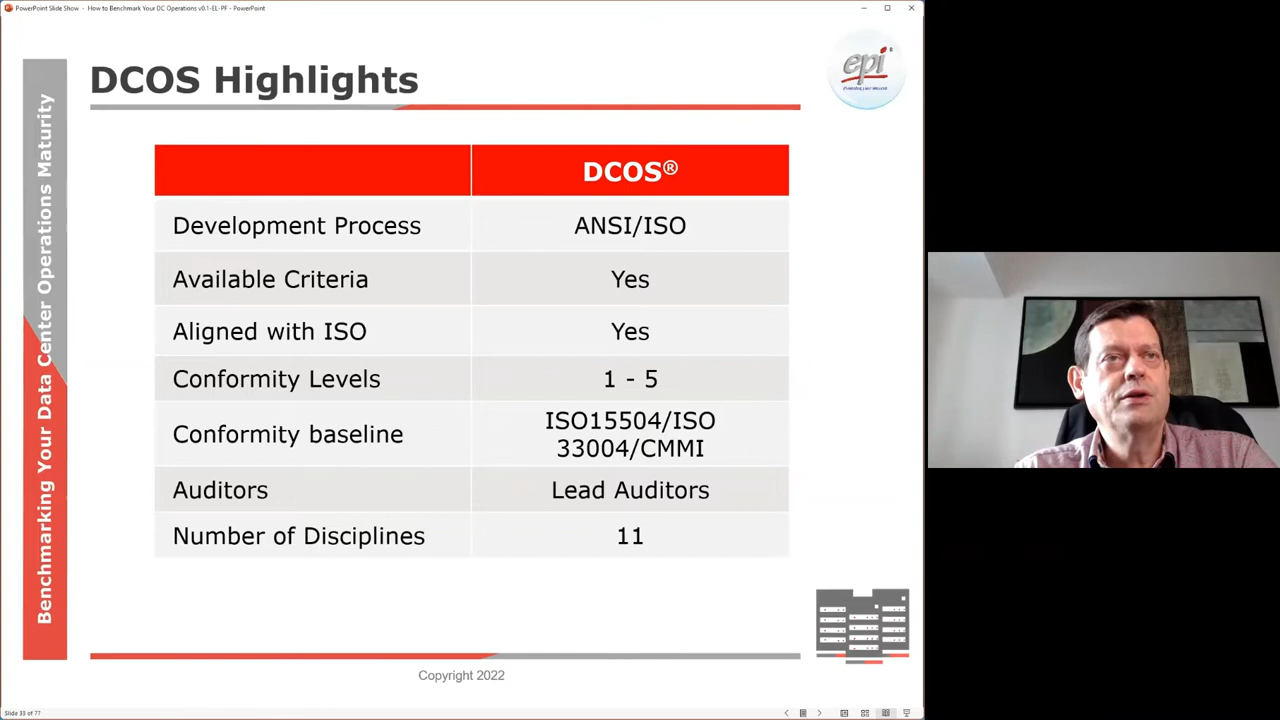 PowerPoint Slide Show - How to Benchmark Your DC Operations v0.1-EL-PF - PowerPoint
DCOS Highlights
epi
®
Benchmarking Your Data Center Operations Maturity
DCOS®
Development Process ANSI/ISO
Available Criteria Yes
Aligned with ISO Yes
Conformity Levels 1 - 5
Conformity baseline ISO15504/ISO
33004/CMMI
Auditors Lead Auditors
Number of Disciplines 11
Copyright 2022
Slide 33 of 77